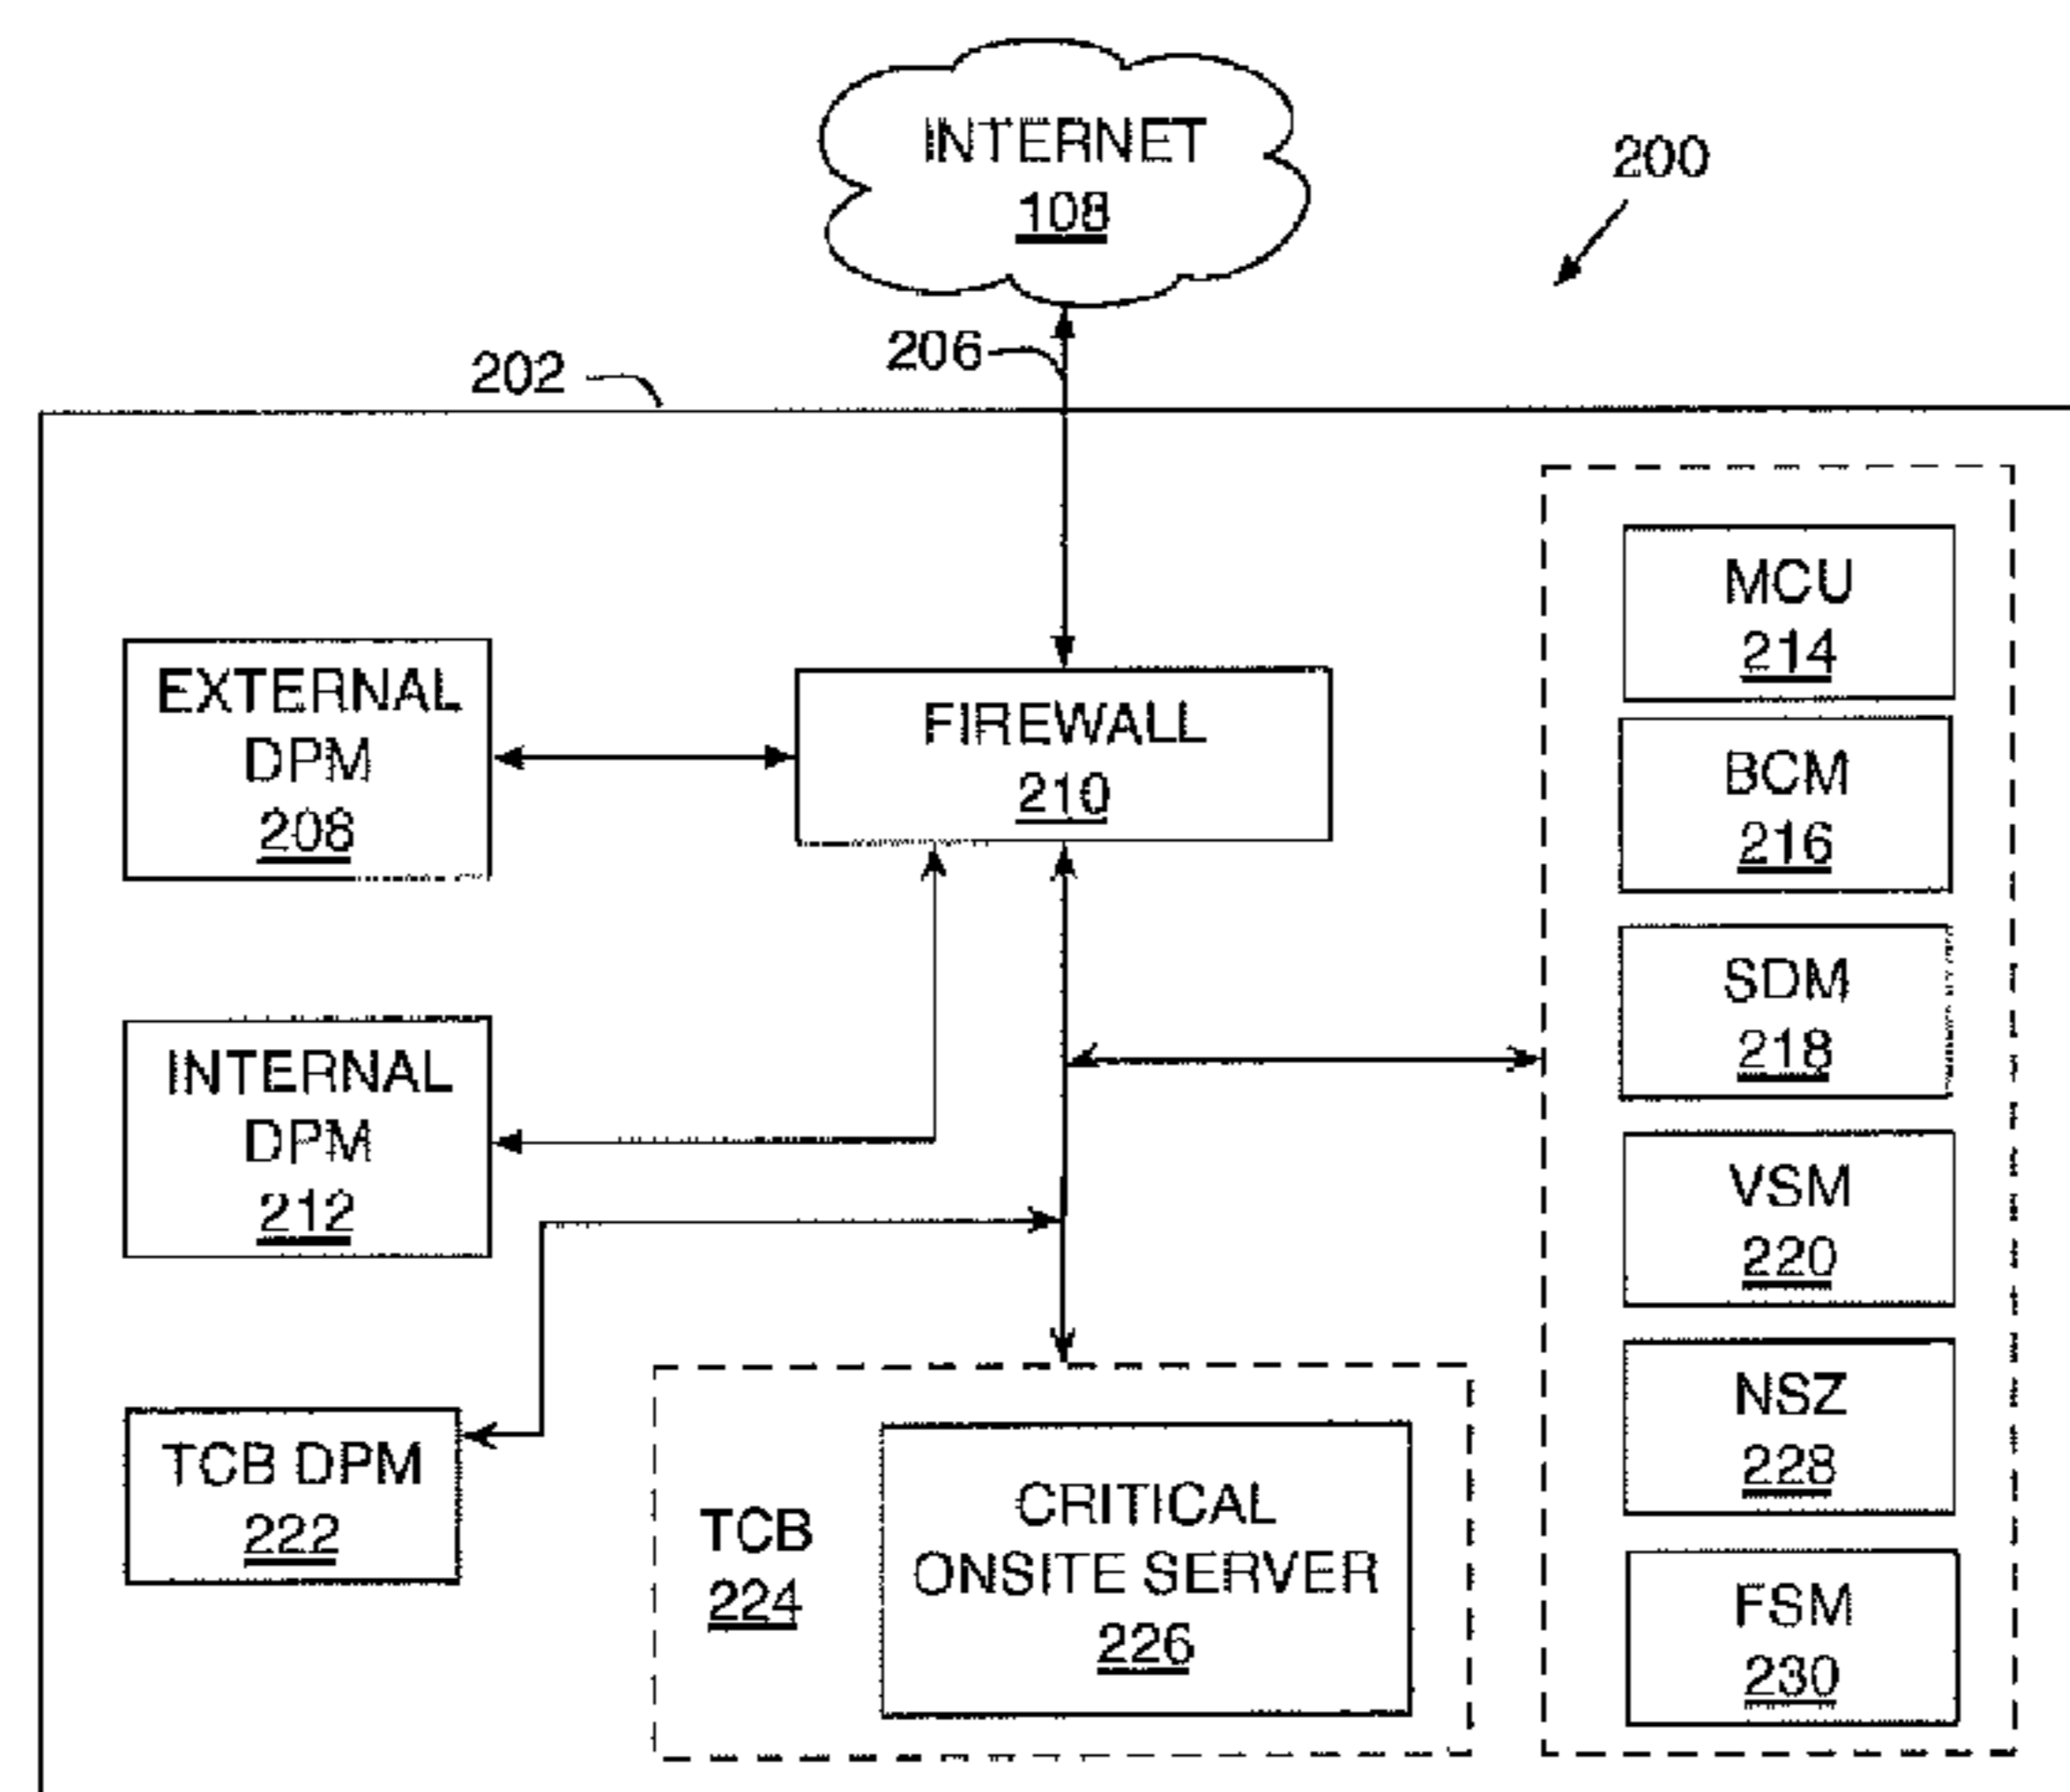 INTERNET
108
200
206
202
MCU
214
EXTERNAL
DPM
208
FIREWALL
210
BCM
216
SDM
218
INTERNAL
DPM
212
VSM
220
NSZ
228
TCB DPM
222
TCB
224
CRITICAL
ONSITE SERVER
226
FSM
230